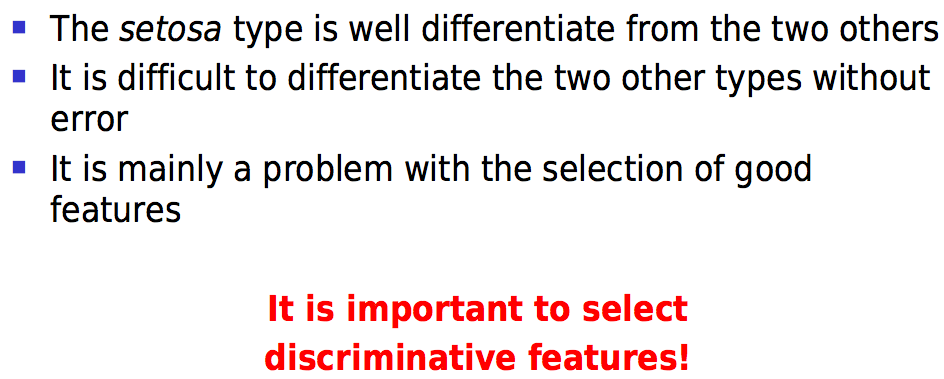 The setosa type is well differentiate from the two others
It is difficult to differentiate the two other types without
error
It is mainly a problem with the selection of good
features
It is important to select
discriminative features!